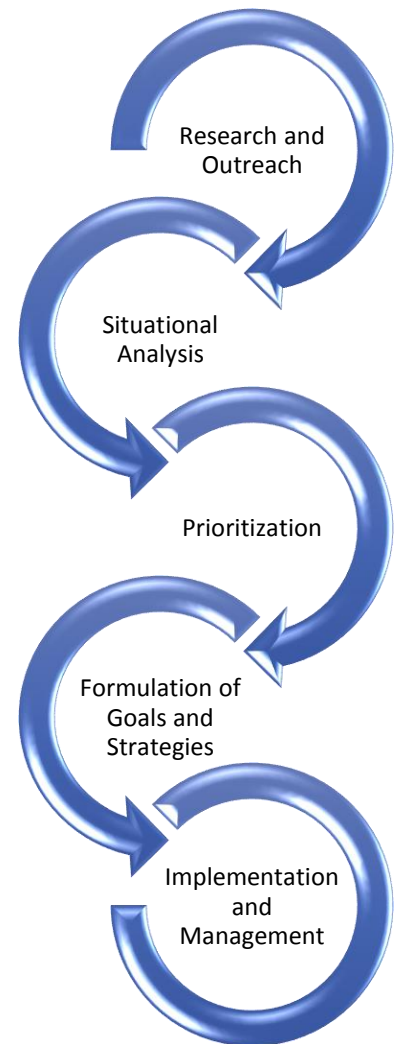 Research and
Outreach
Situational
Analysis
Prioritization
Formulation of
Goals and
Strategies
Implementation
and
Management